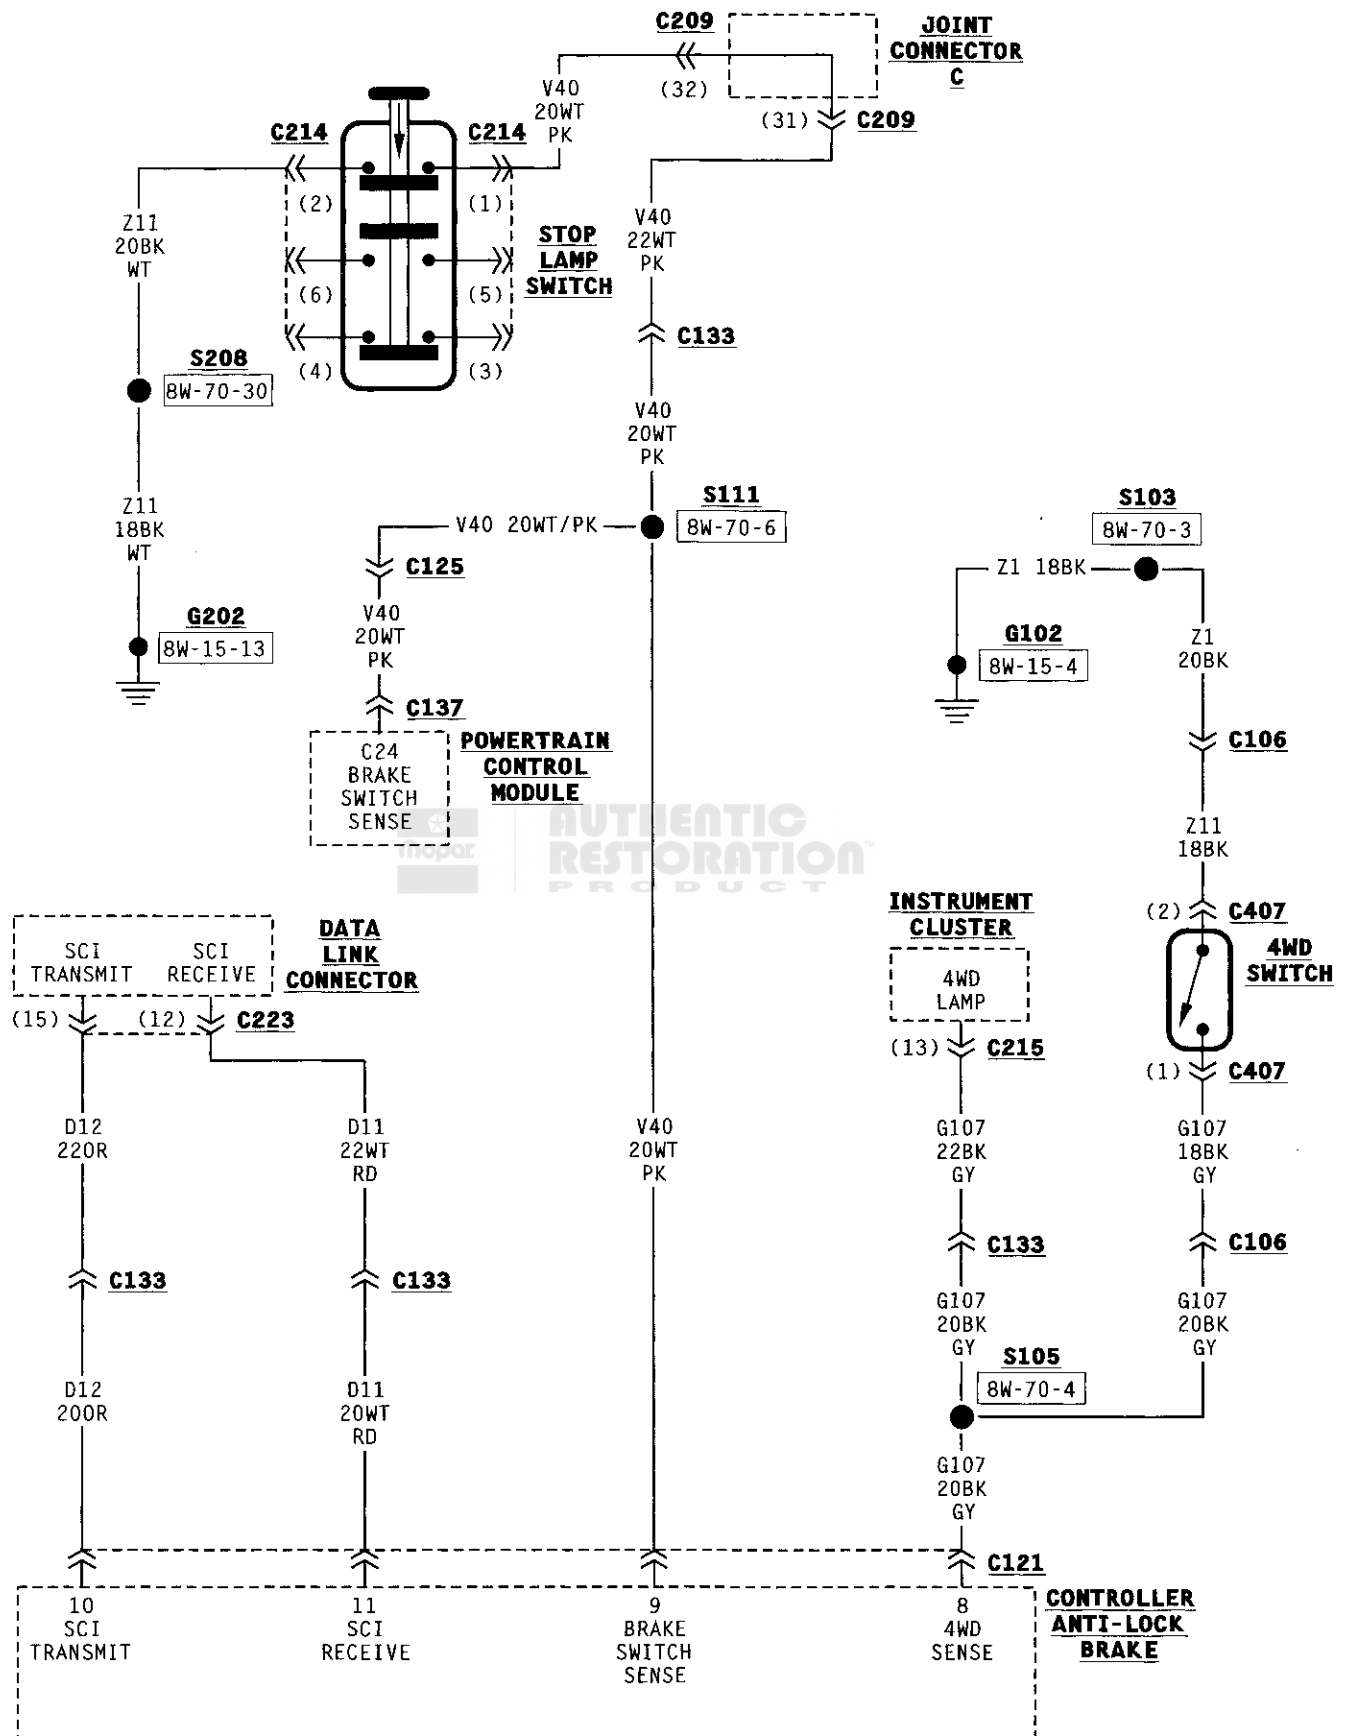 C209
JOINT
CONNECTOR
C
(32)
(31)
C209
V40
20WT
PK
C214
C214
(2)
(1)
Z11
20BK
WT
STOP
LAMP
SWITCH
V40
22WT
PK
(6)
(5)
C133
S208
8W-70-30
(4)
(3)
V40
20WT
PK
Z11
18BK
WT
V40 20WT/PK
S111
8W-70-6
S103
8W-70-3
C125
Z1 18BK
G202
8W-15-13
V40
20WT
PK
G102
8W-15-4
Z1
20BK
C137
C106
C24
BRAKE
SWITCH
SENSE
POWERTRAIN
CONTROL
MODULE
Mopar
AUTHENTIC
RESTORATION™
PRODUCT
Z11
18BK
INSTRUMENT
CLUSTER
(2)
C407
SCI
TRANSMIT
SCI
RECEIVE
DATA
LINK
CONNECTOR
4WD
LAMP
4WD
SWITCH
(15)
(12)
C223
(13)
C215
(1)
C407
D12
22OR
D11
22WT
RD
V40
20WT
PK
G107
22BK
GY
G107
18BK
GY
C133
C133
C133
C106
G107
20BK
GY
G107
20BK
GY
D12
20OR
D11
20WT
RD
S105
8W-70-4
G107
20BK
GY
C121
10
SCI
TRANSMIT
11
SCI
RECEIVE
9
BRAKE
SWITCH
SENSE
8
4WD
SENSE
CONTROLLER
ANTI-LOCK
BRAKE